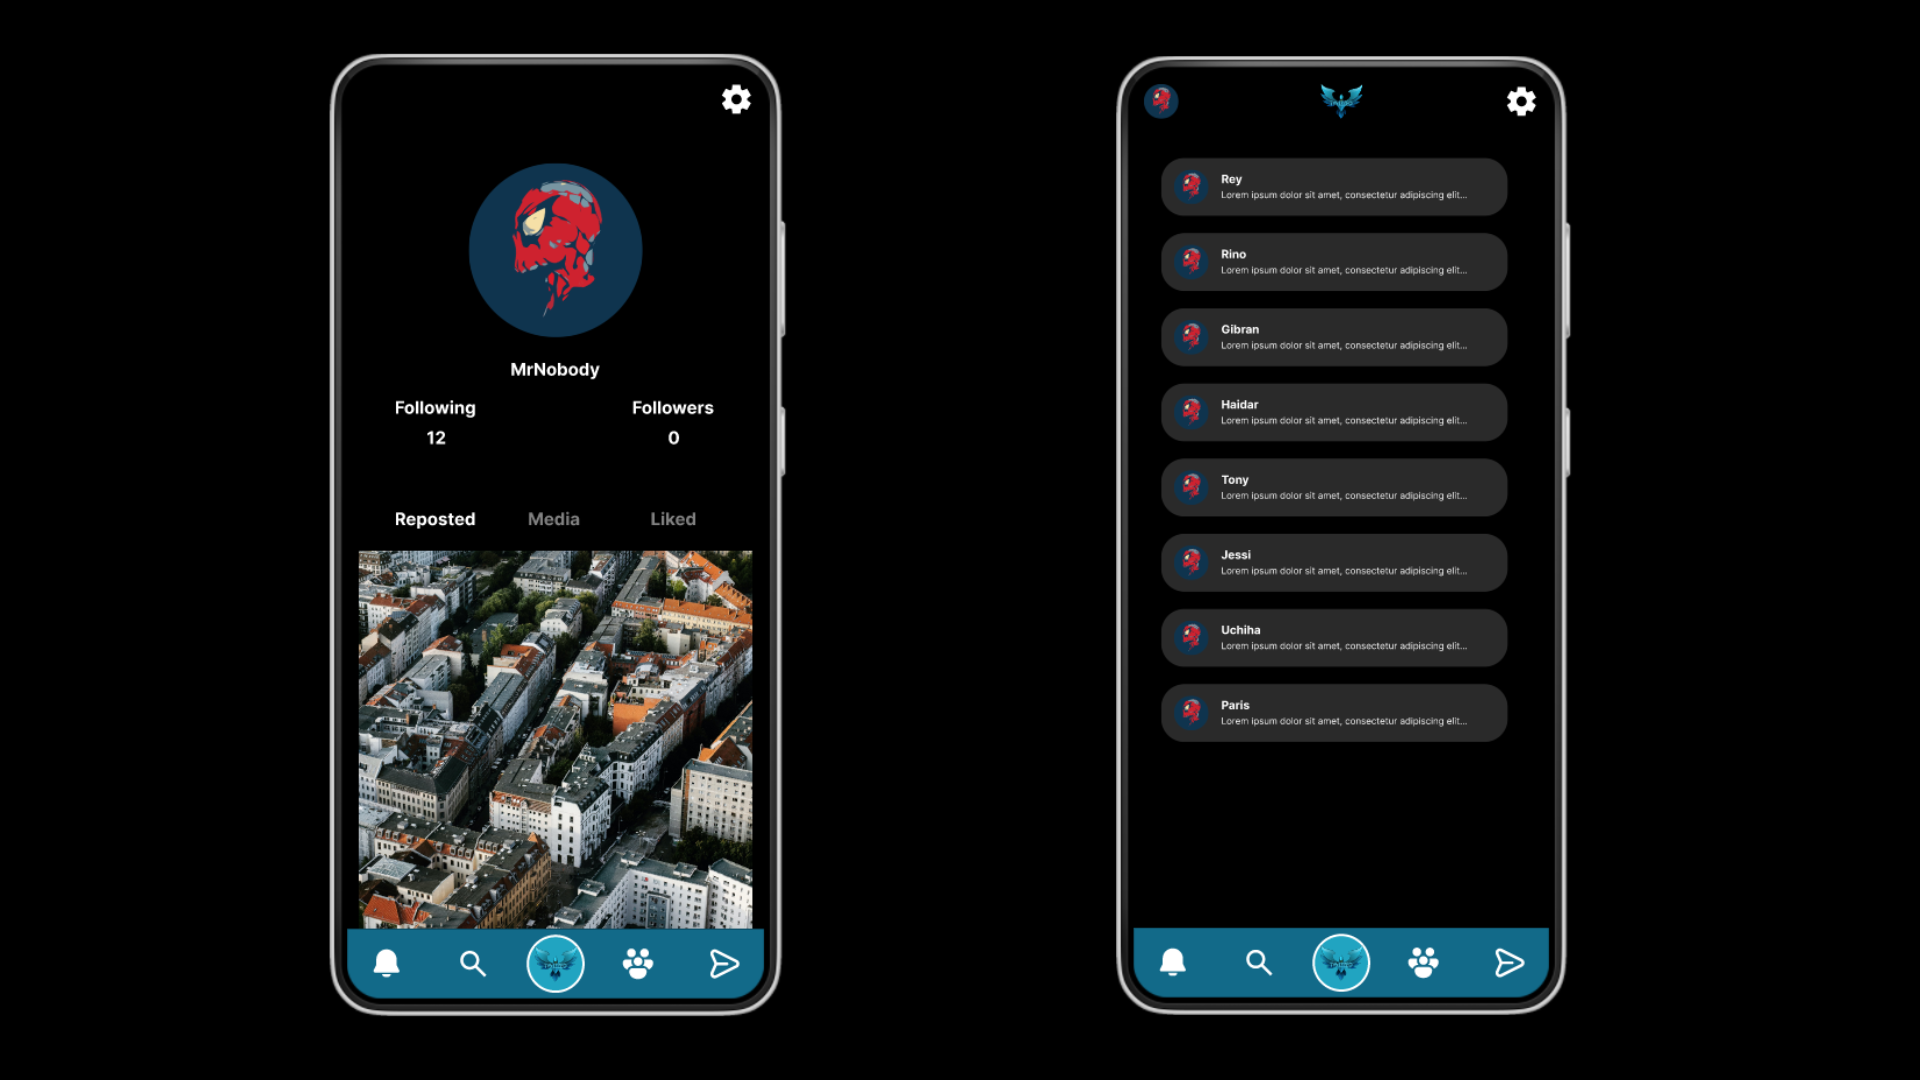 MrNobody
Following
Followers
12
0
Reposted
Media
Liked
Rey
Lorem ipsum dolor sit amet, consectetur adipiscing elit...
Rino
Lorem ipsum dolor sit amet, consectetur adipiscing elit...
Gibran
Lorem ipsum dolor sit amet, consectetur adipiscing elit...
Haidar
Lorem ipsum dolor sit amet, consectetur adipiscing elit...
Tony
Lorem ipsum dolor sit amet, consectetur adipiscing elit...
Jessi
Lorem ipsum dolor sit amet, consectetur adipiscing elit...
Uchiha
Lorem ipsum dolor sit amet, consectetur adipiscing elit...
Paris
Lorem ipsum dolor sit amet, consectetur adipiscing elit...